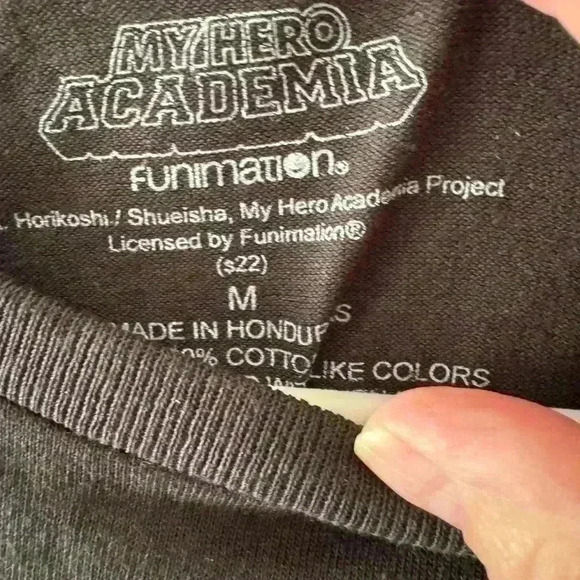 MY HERO
ACADEMIA
FUNIMATION®
. Horikoshi / Shueisha, My Hero Academia Project
Licensed by Funimation®
(s22)
M
MADE IN HONDURAS
COTTO LIKE COLORS